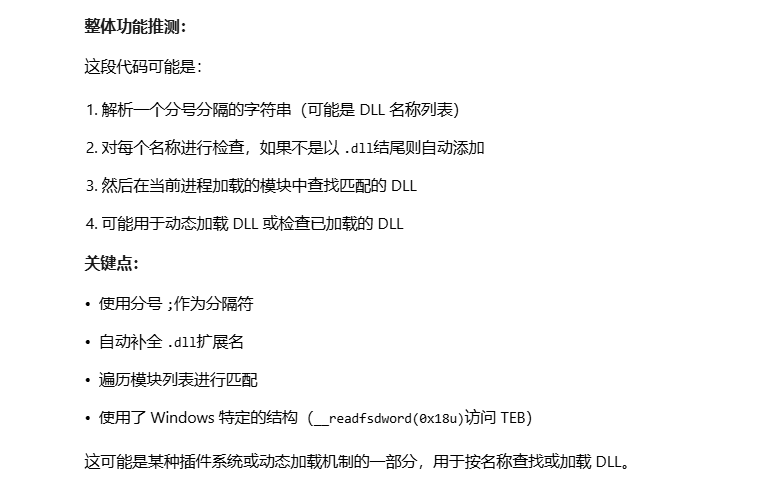 整体功能推测：
这段代码可能是：
1. 解析一个分号分隔的字符串（可能是 DLL 名称列表）
2. 对每个名称进行检查，如果不是以 .dll结尾则自动添加
3. 然后在当前进程加载的模块中查找匹配的 DLL
4. 可能用于动态加载 DLL 或检查已加载的 DLL
关键点：
• 使用分号 ;作为分隔符
• 自动补全 .dll扩展名
• 遍历模块列表进行匹配
• 使用了 Windows 特定的结构（__readfsdword(0x18u)访问 TEB）
这可能是某种插件系统或动态加载机制的一部分，用于按名称查找或加载 DLL。